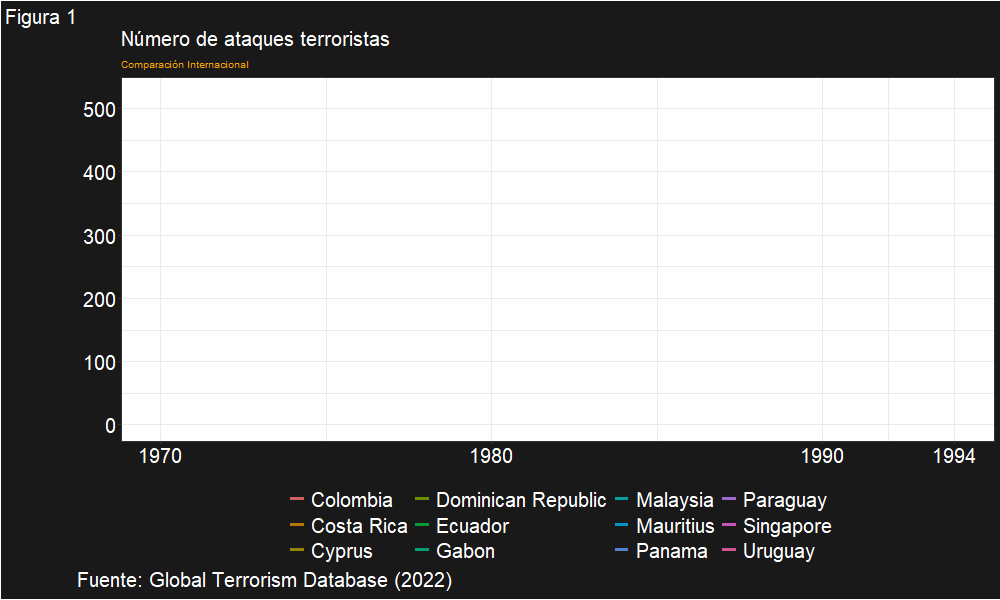 Figura 1
Número de ataques terroristas
Comparación Internacional
500
400
300
200
100
0
1970 1980 1990 1994
Colombia Dominican Republic Malaysia Paraguay
Costa Rica Ecuador Mauritius Singapore
Cyprus Gabon Panama Uruguay
Fuente: Global Terrorism Database (2022)